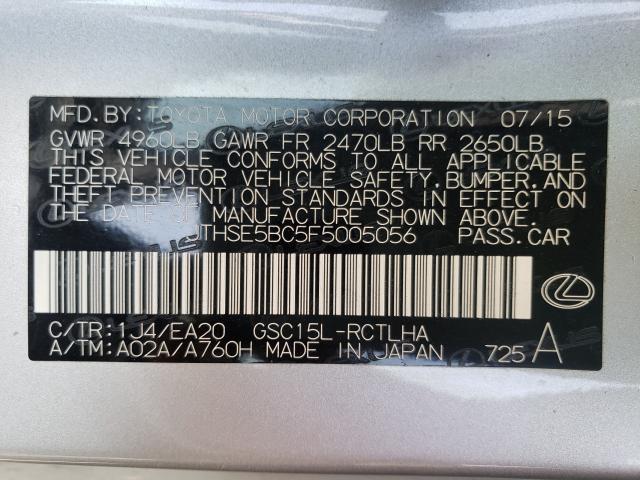 MFD. BY: TOYOTA MOTOR CORPORATION 07/15
GVWR 4960LB GAWR FR 2470LB RR 2650LB
THIS VEHICLE CONFORMS TO ALL APPLICABLE
FEDERAL MOTOR VEHICLE SAFETY, BUMPER, AND
THEFT PREVENTION STANDARDS IN EFFECT ON
THE DATE OF MANUFACTURE SHOWN ABOVE.
JTHSE5BC5F5005056 PASS.CAR
C/TR: 1J4/EA20 GSC15L-RCTLHA
A/TM: A02A/A760H MADE IN JAPAN 725 A